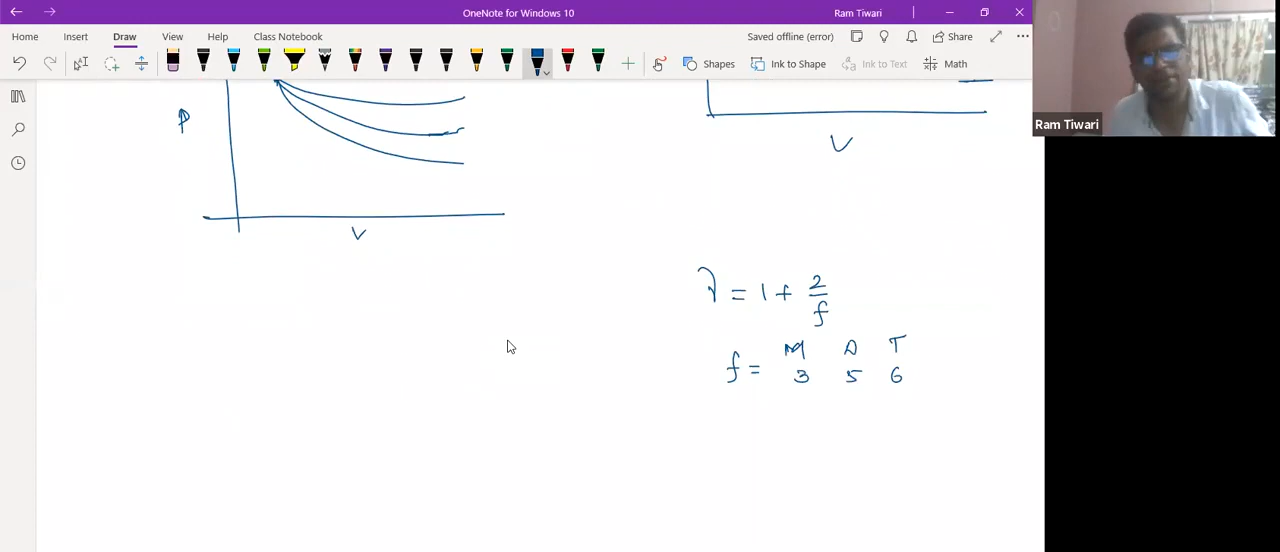 OneNote for Windows 10
Ram Tiwari
Home Insert Draw View Help Class Notebook
Saved offline (error) Share
Shapes Ink to Shape Ink to Text Math
Ram Tiwari
P
V
V
γ = 1 + 2/f
M D T
f = 3 5 6